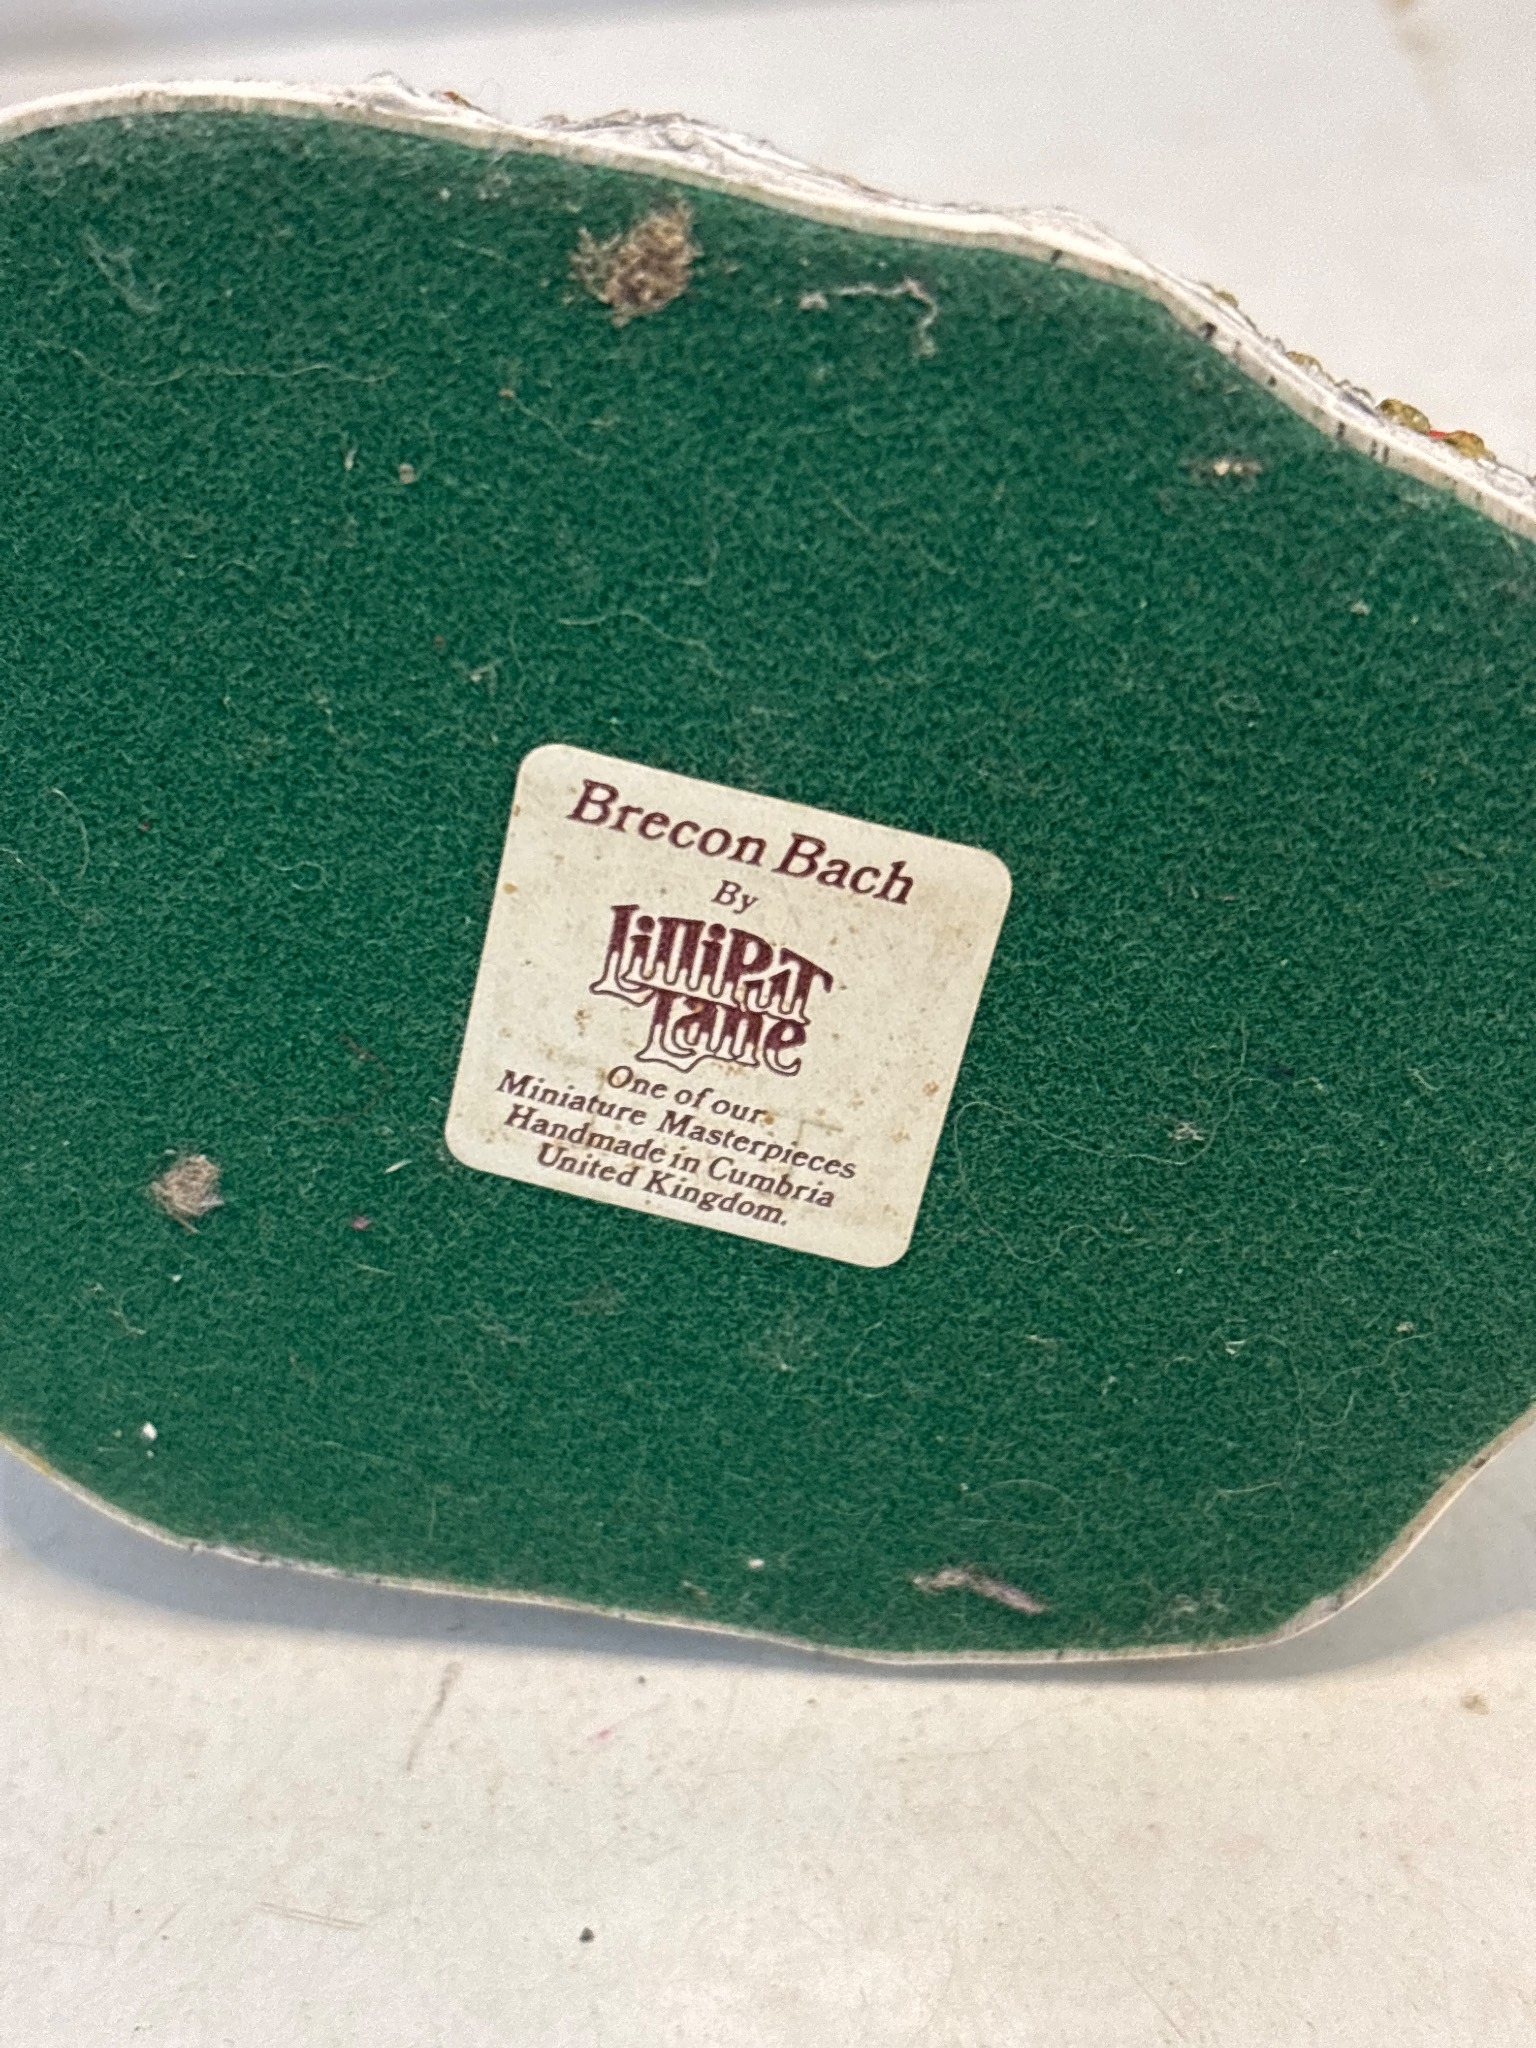 Brecon Bach
By
Lilliput
Lane
One of our
Miniature Masterpieces
Handmade in Cumbria
United Kingdom.